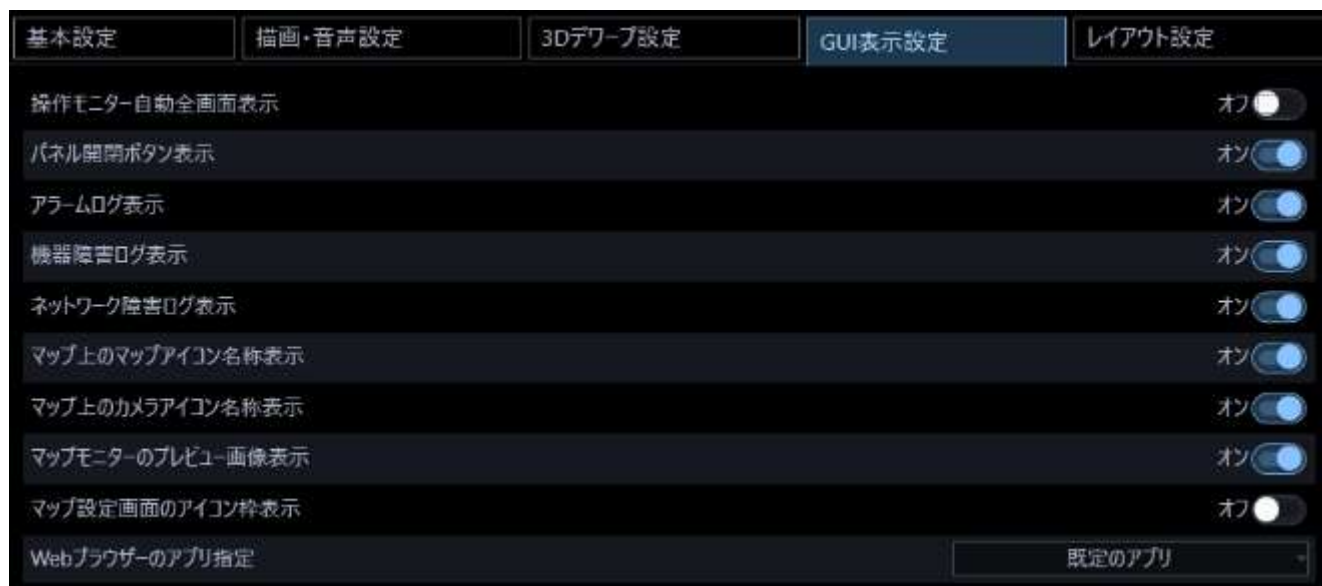 基本設定 描画・音声設定 3Dデワープ設定 GUI表示設定 レイアウト設定
操作モニター自動全画面表示 オフ
パネル開閉ボタン表示 オン
アラームログ表示 オン
機器障害ログ表示 オン
ネットワーク障害ログ表示 オン
マップ上のマップアイコン名称表示 オン
マップ上のカメラアイコン名称表示 オン
マップモニターのプレビュー画像表示 オン
マップ設定画面のアイコン枠表示 オフ
Webブラウザーのアプリ指定 既定のアプリ